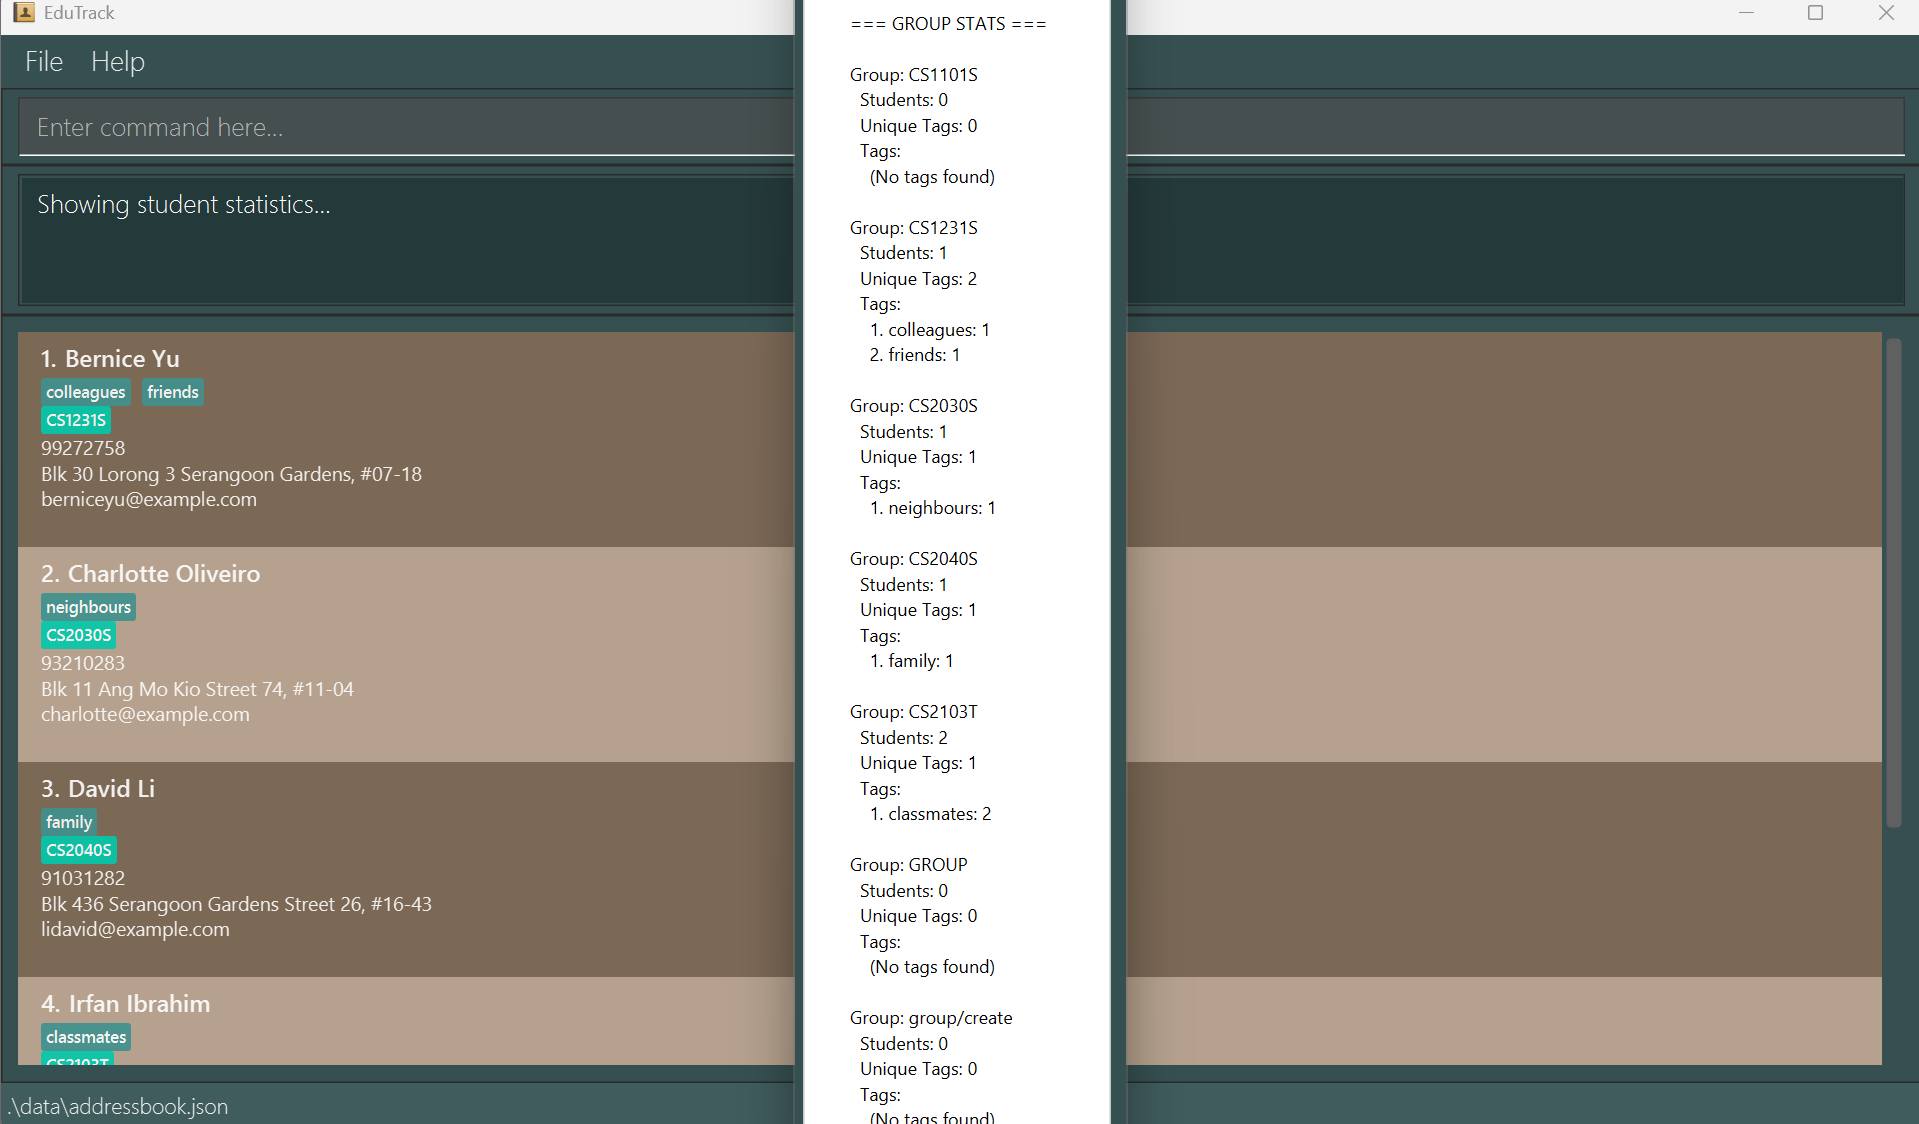 EduTrack
File Help
Enter command here...
Showing student statistics...
1. Bernice Yu
colleagues friends
CS1231S
99272758
Blk 30 Lorong 3 Serangoon Gardens, #07-18
berniceyu@example.com
2. Charlotte Oliveiro
neighbours
CS2030S
93210283
Blk 11 Ang Mo Kio Street 74, #11-04
charlotte@example.com
3. David Li
family
CS2040S
91031282
Blk 436 Serangoon Gardens Street 26, #16-43
lidavid@example.com
4. Irfan Ibrahim
classmates
CS2103T
.\data\addressbook.json
=== GROUP STATS ===
Group: CS1101S
Students: 0
Unique Tags: 0
Tags:
(No tags found)
Group: CS1231S
Students: 1
Unique Tags: 2
Tags:
1. colleagues: 1
2. friends: 1
Group: CS2030S
Students: 1
Unique Tags: 1
Tags:
1. neighbours: 1
Group: CS2040S
Students: 1
Unique Tags: 1
Tags:
1. family: 1
Group: CS2103T
Students: 2
Unique Tags: 1
Tags:
1. classmates: 2
Group: GROUP
Students: 0
Unique Tags: 0
Tags:
(No tags found)
Group: group/create
Students: 0
Unique Tags: 0
Tags:
(No tags found)